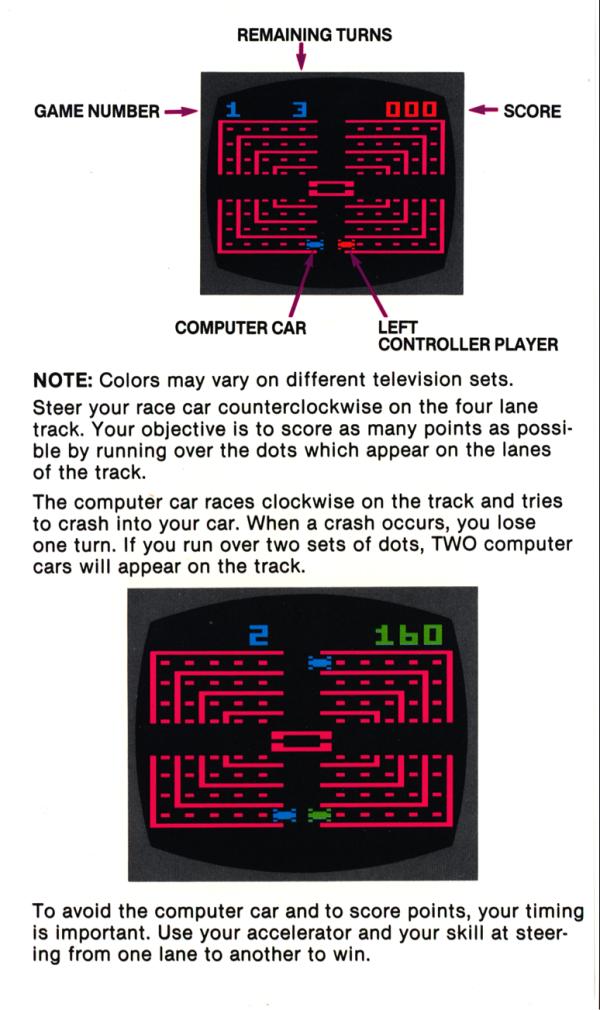 REMAINING TURNS
GAME NUMBER
SCORE
1 3 000
COMPUTER CAR
LEFT
CONTROLLER PLAYER
NOTE: Colors may vary on different television sets.
Steer your race car counterclockwise on the four lane
track. Your objective is to score as many points as possi-
ble by running over the dots which appear on the lanes
of the track.
The computer car races clockwise on the track and tries
to crash into your car. When a crash occurs, you lose
one turn. If you run over two sets of dots, TWO computer
cars will appear on the track.
2 160
To avoid the computer car and to score points, your timing
is important. Use your accelerator and your skill at steer-
ing from one lane to another to win.